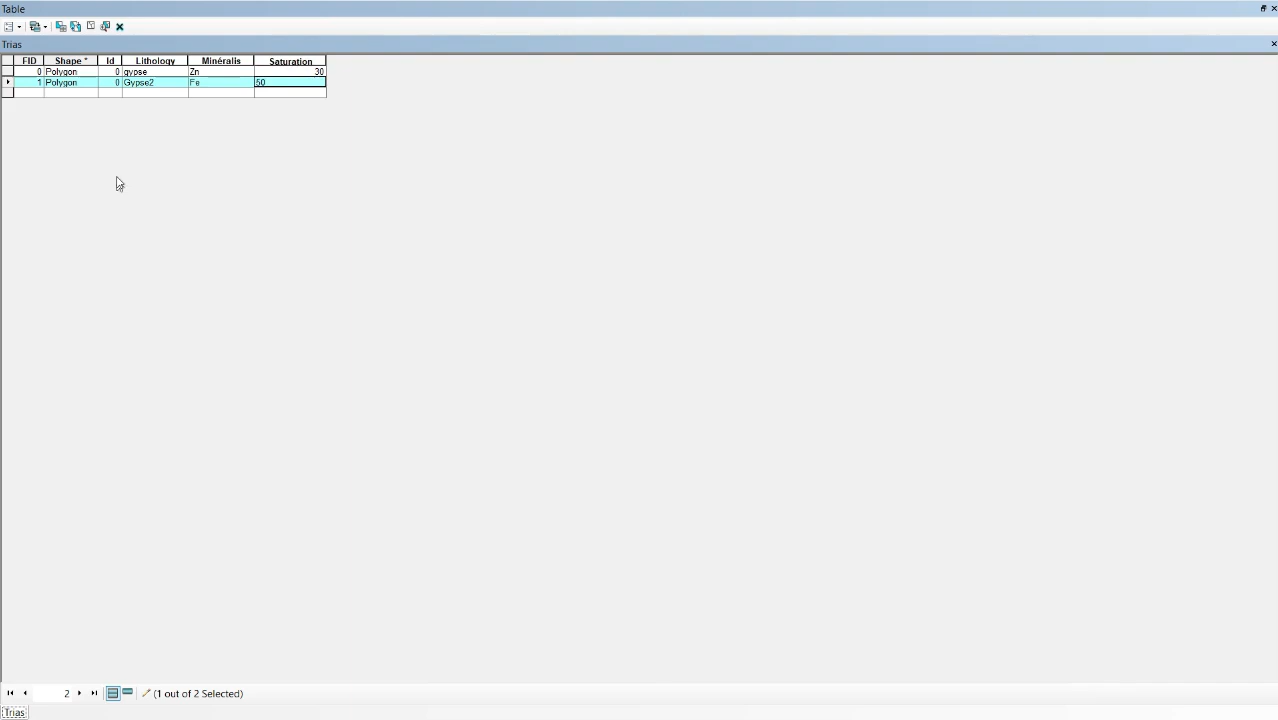 Table
Trias
FID Shape * Id Lithology Minéralis Saturation
0 Polygon 0 gypse Zn 30
1 Polygon 0 Gypse2 Fe 50
2 (1 out of 2 Selected)
Trias